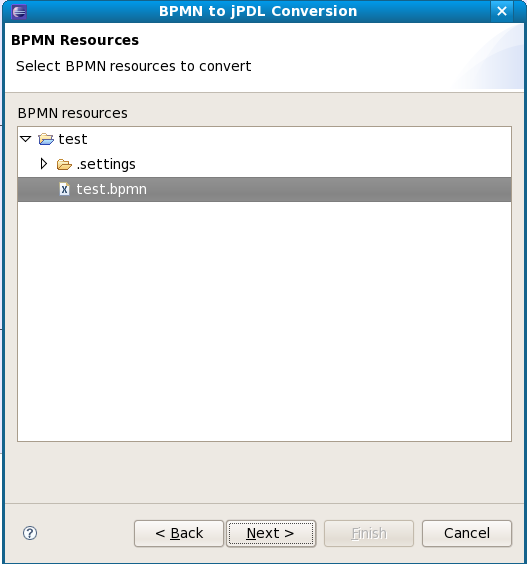 BPMN to jPDL Conversion
BPMN Resources
Select BPMN resources to convert
BPMN resources
test
.settings
test.bpmn
? < Back Next > Finish Cancel